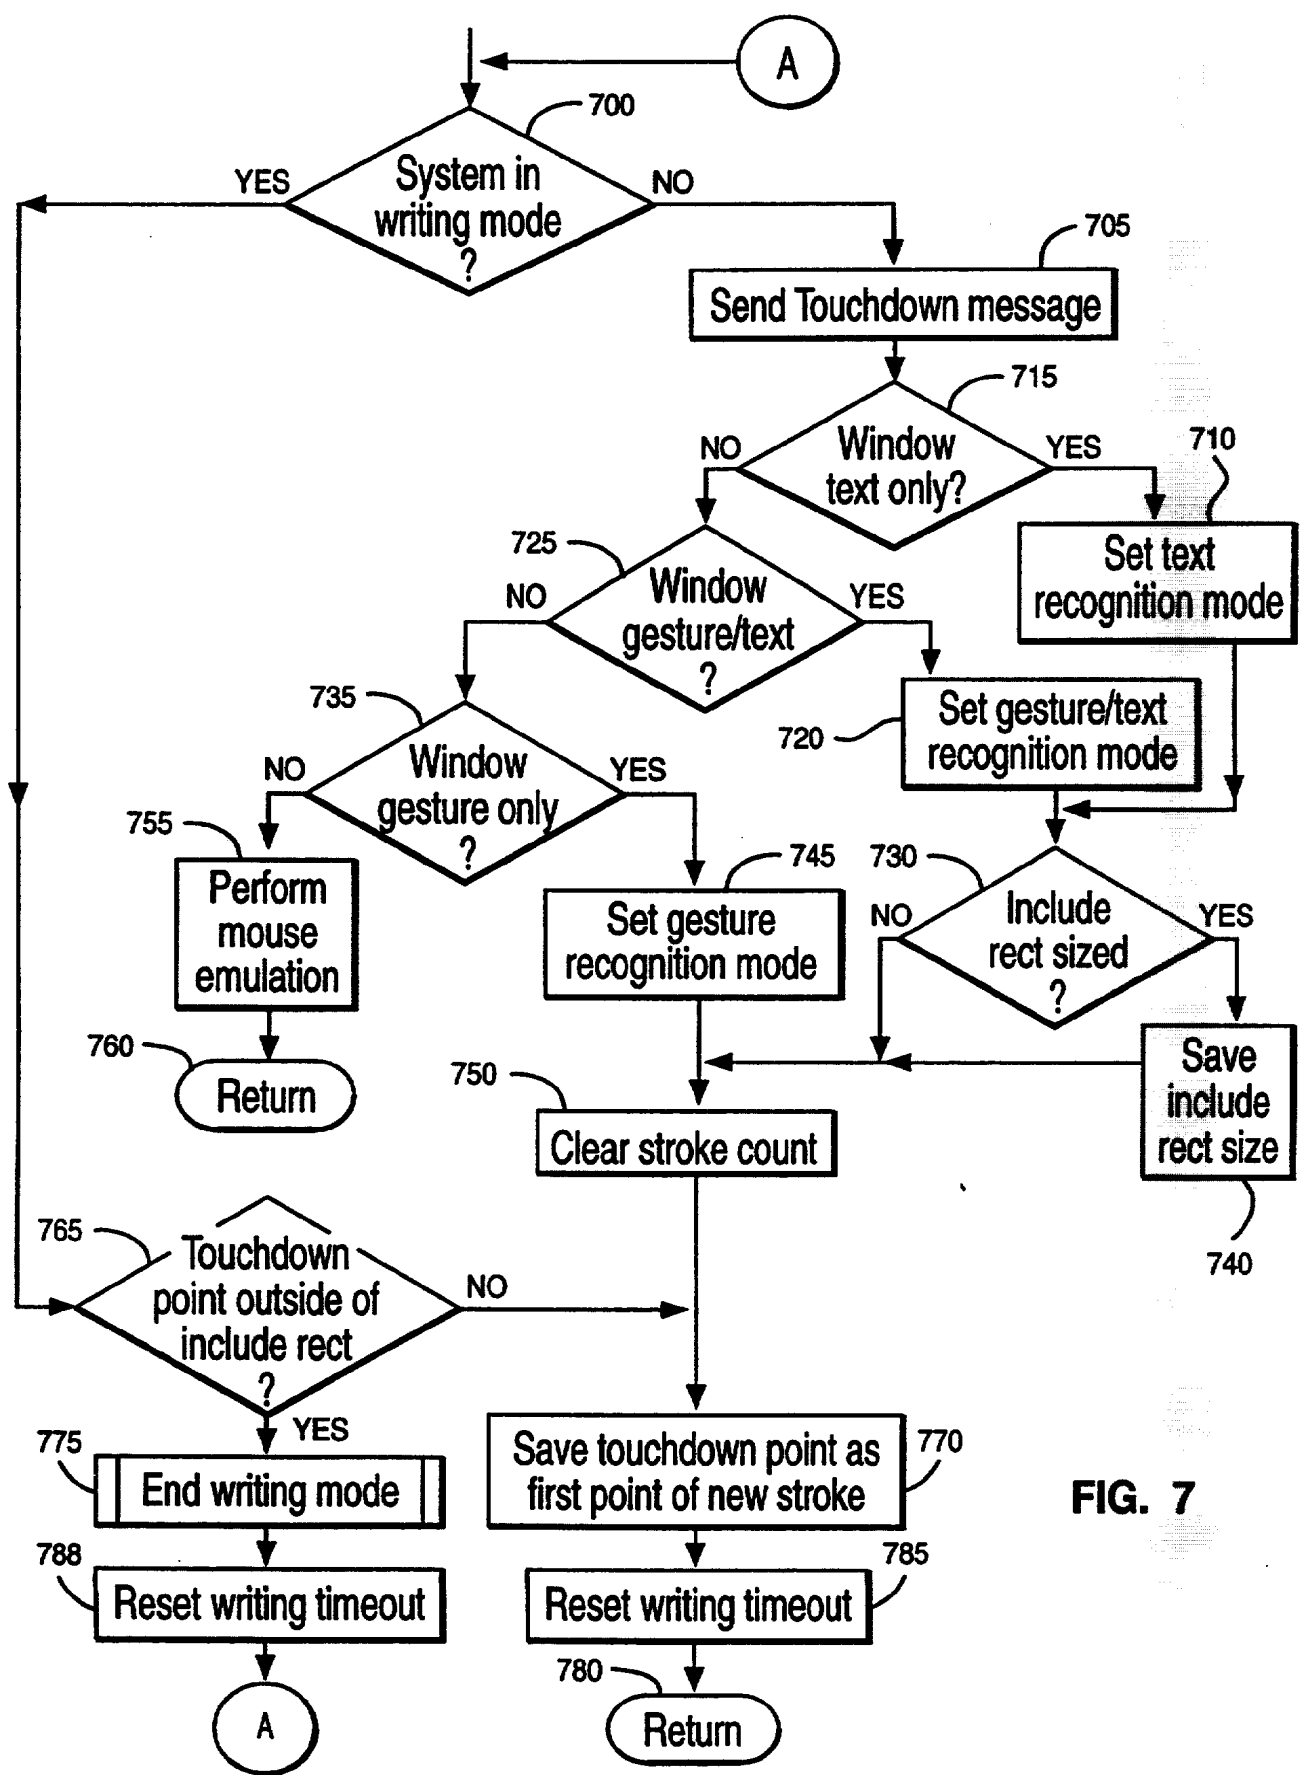 A
700
System in
writing mode
?
YES
NO
705
Send Touchdown message
715
Window
text only?
NO
YES
710
Set text
recognition mode
725
Window
gesture/text
?
NO
YES
720
Set gesture/text
recognition mode
735
Window
gesture only
?
NO
YES
755
Perform
mouse
emulation
745
Set gesture
recognition mode
730
Include
rect sized
?
NO
YES
760
Return
750
Clear stroke count
Save
include
rect size
740
765
Touchdown
point outside of
include rect
?
NO
YES
775
End writing mode
Save touchdown point as
first point of new stroke
770
FIG. 7
788
Reset writing timeout
785
Reset writing timeout
780
A
Return